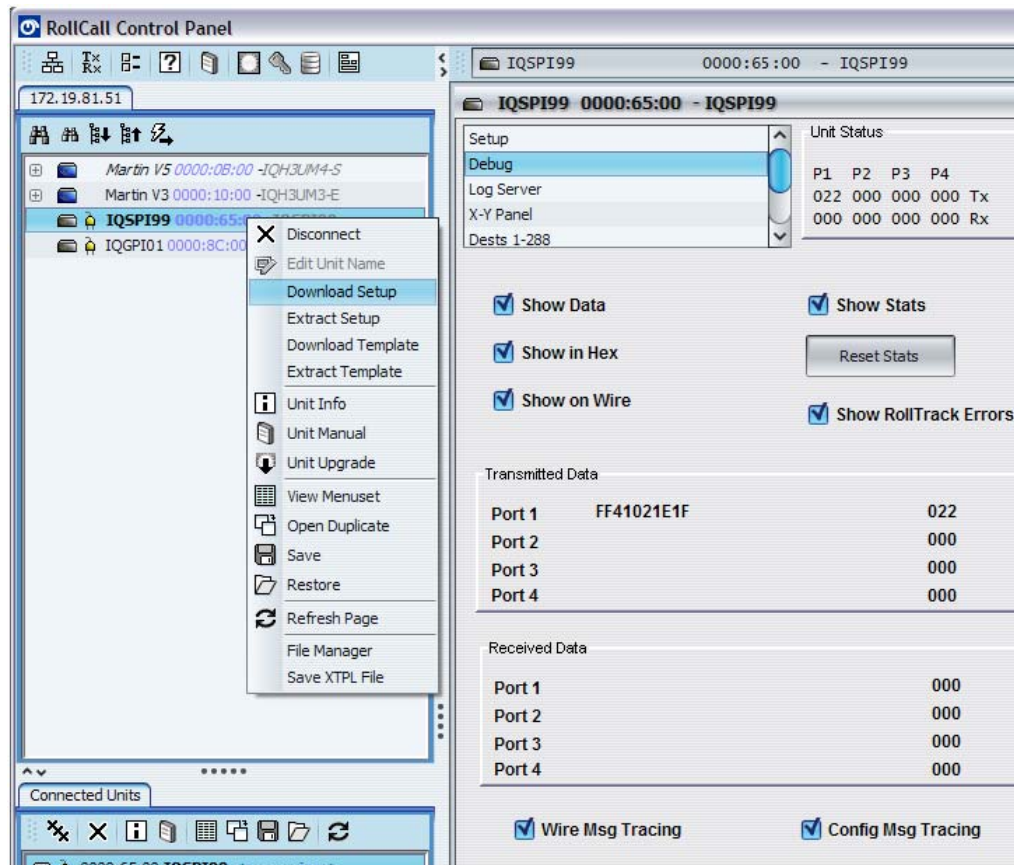 RollCall Control Panel
Tx
Rx
172.19.81.51
Martin V5 0000:0B:00 -IQH3UM4-S
Martin V3 0000:10:00 -IQH3UM3-E
IQSPI99 0000:65:
IQGPI01 0000:8C:00
Disconnect
Edit Unit Name
Download Setup
Extract Setup
Download Template
Extract Template
Unit Info
Unit Manual
Unit Upgrade
View Menuset
Open Duplicate
Save
Restore
Refresh Page
File Manager
Save XTPL File
Connected Units
IQSPI99 0000:65:00 - IQSPI99
IQSPI99 0000:65:00 - IQSPI99
Setup
Debug
Log Server
X-Y Panel
Dests 1-288
Unit Status
P1 P2 P3 P4
022 000 000 000 Tx
000 000 000 000 Rx
Show Data
Show Stats
Show in Hex
Reset Stats
Show on Wire
Show RollTrack Errors
Transmitted Data
Port 1 FF41021E1F 022
Port 2 000
Port 3 000
Port 4 000
Received Data
Port 1 000
Port 2 000
Port 3 000
Port 4 000
Wire Msg Tracing
Config Msg Tracing